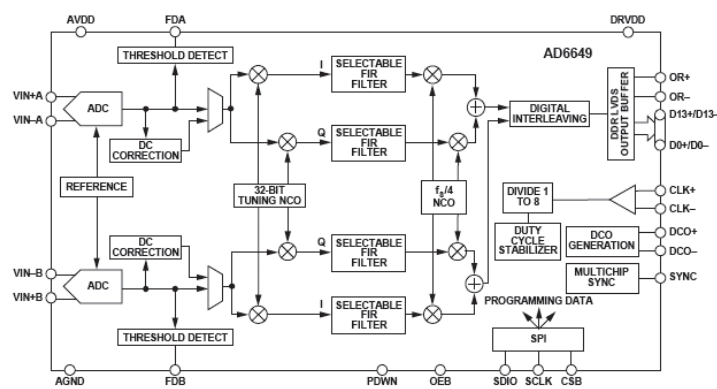 AVDD
FDA
DRVDD
AD6649
THRESHOLD DETECT
I
SELECTABLE
FIR
FILTER
VIN+A
VIN–A
ADC
DC
CORRECTION
Q
SELECTABLE
FIR
FILTER
DIGITAL
INTERLEAVING
DDR LVDS
OUTPUT BUFFER
OR+
OR–
D13+/D13–
D0+/D0–
REFERENCE
32-BIT
TUNING NCO
fS/4
NCO
DIVIDE 1
TO 8
CLK+
CLK–
DUTY
CYCLE
STABILIZER
DCO
GENERATION
DCO+
DCO–
VIN–B
VIN+B
ADC
DC
CORRECTION
Q
SELECTABLE
FIR
FILTER
MULTICHIP
SYNC
SYNC
I
SELECTABLE
FIR
FILTER
THRESHOLD DETECT
PROGRAMMING DATA
SPI
AGND
FDB
PDWN
OEB
SDIO
SCLK
CSB